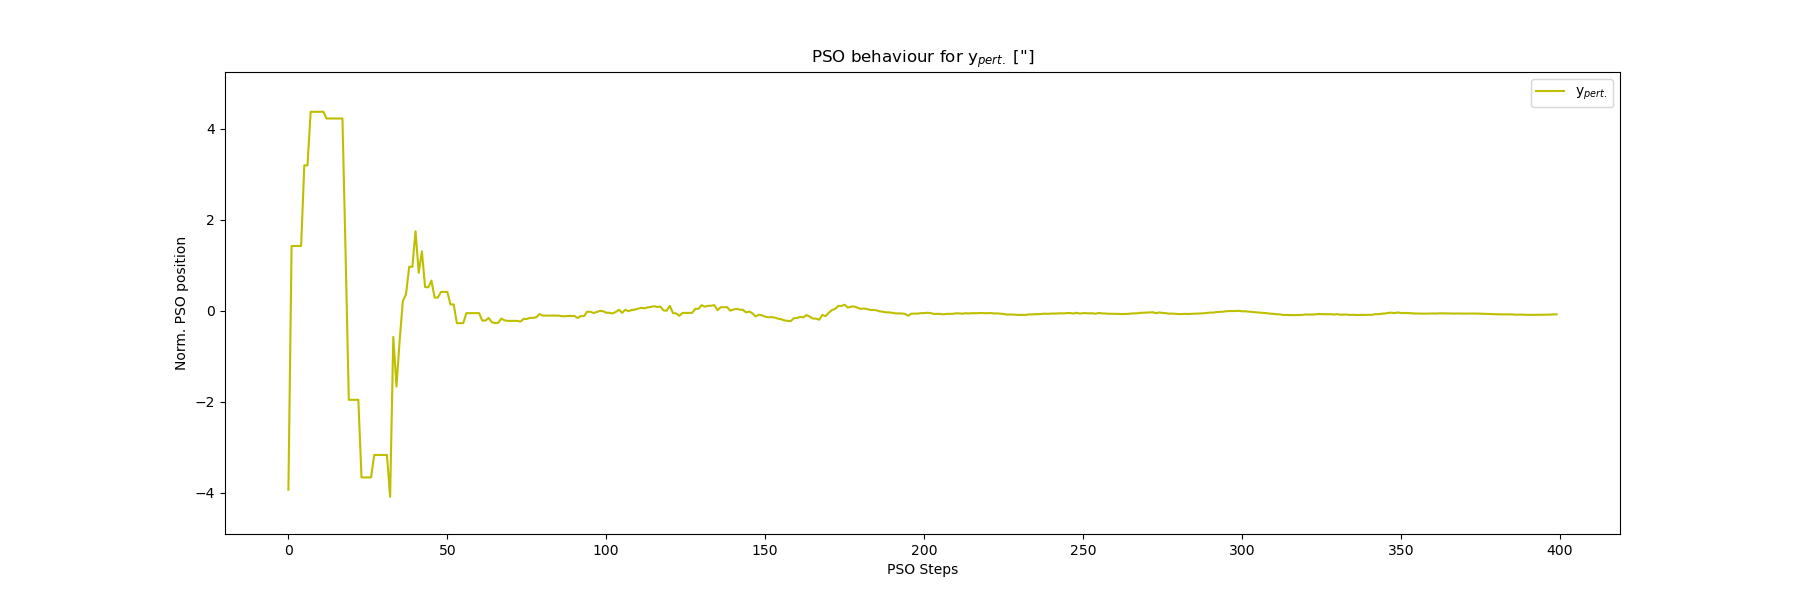 PSO behaviour for y_pert. ["]
y_pert.
Norm. PSO position
4
2
0
−2
−4
0 50 100 150 200 250 300 350 400
PSO Steps